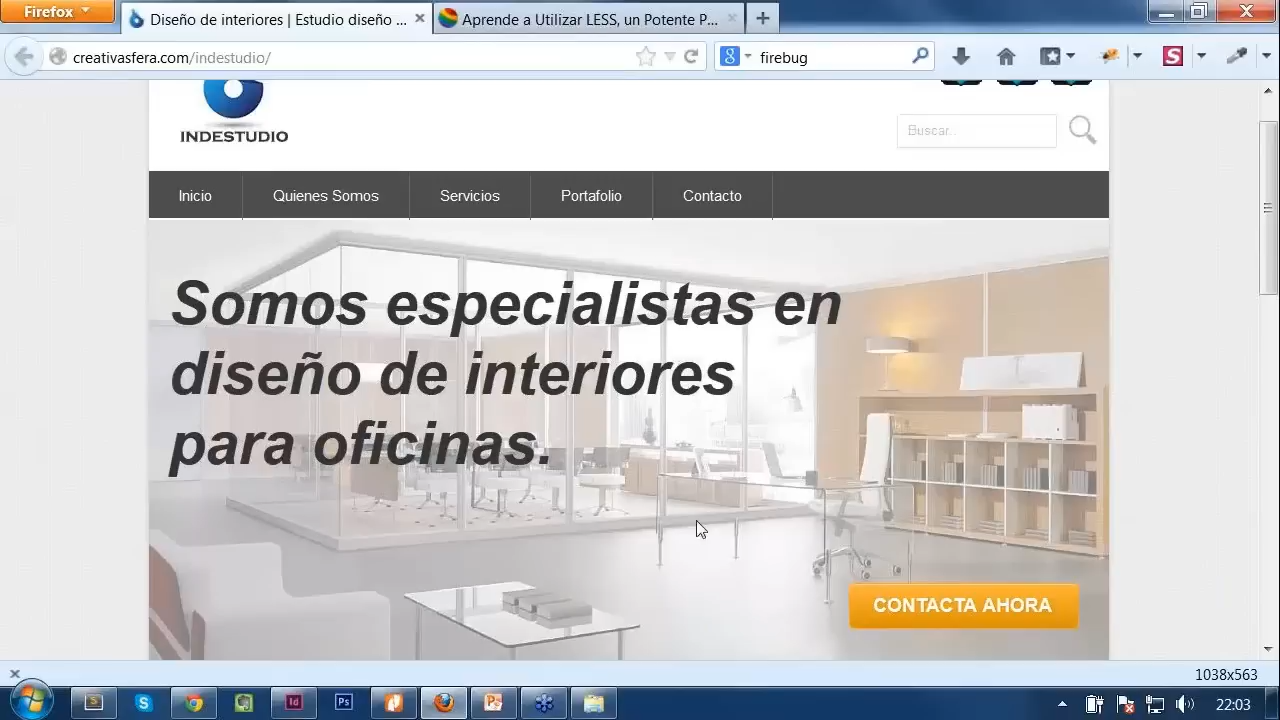 Firefox
Diseño de interiores | Estudio diseño ...
Aprende a Utilizar LESS, un Potente P...
creativasfera.com/indestudio/
firebug
INDESTUDIO
Buscar..
Inicio
Quienes Somos
Servicios
Portafolio
Contacto
Somos especialistas en
diseño de interiores
para oficinas.
CONTACTA AHORA
1038x563
22:03